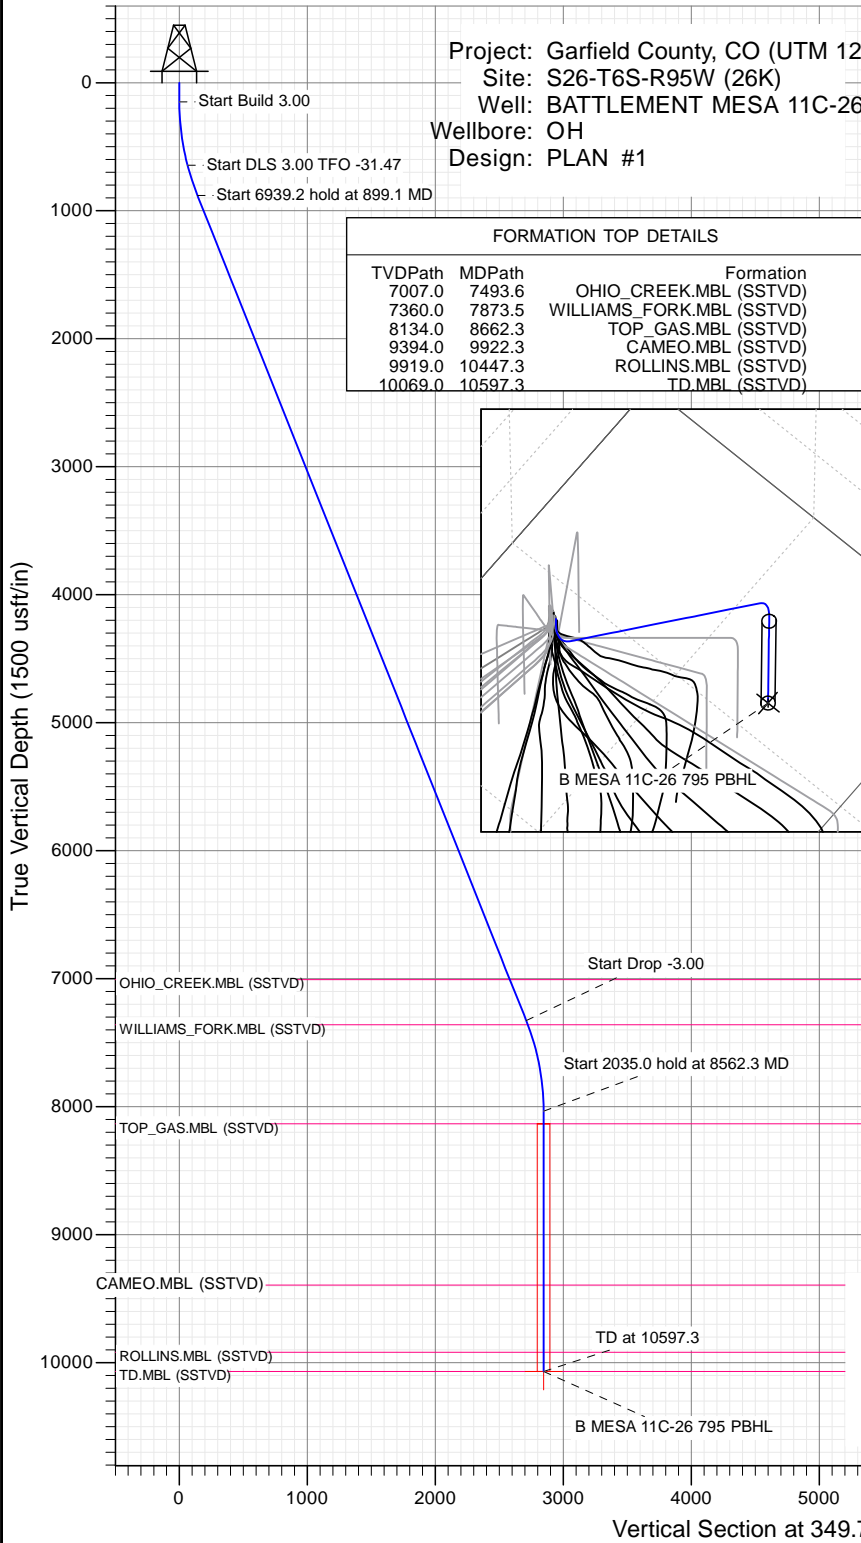 Project: Garfield County, CO (UTM 12
Site: S26-T6S-R95W (26K)
Well: BATTLEMENT MESA 11C-26
Wellbore: OH
Design: PLAN #1
0
Start Build 3.00
Start DLS 3.00 TFO -31.47
Start 6939.2 hold at 899.1 MD
1000
FORMATION TOP DETAILS
TVDPath MDPath Formation
7007.0 7493.6 OHIO_CREEK.MBL (SSTVD)
7360.0 7873.5 WILLIAMS_FORK.MBL (SSTVD)
8134.0 8662.3 TOP_GAS.MBL (SSTVD)
9394.0 9922.3 CAMEO.MBL (SSTVD)
9919.0 10447.3 ROLLINS.MBL (SSTVD)
10069.0 10597.3 TD.MBL (SSTVD)
2000
3000
4000
5000
B MESA 11C-26 795 PBHL
True Vertical Depth (1500 usft/in)
6000
Start Drop -3.00
7000
OHIO_CREEK.MBL (SSTVD)
WILLIAMS_FORK.MBL (SSTVD)
Start 2035.0 hold at 8562.3 MD
8000
TOP_GAS.MBL (SSTVD)
9000
CAMEO.MBL (SSTVD)
TD at 10597.3
ROLLINS.MBL (SSTVD)
10000
TD.MBL (SSTVD)
B MESA 11C-26 795 PBHL
0 1000 2000 3000 4000 5000
Vertical Section at 349.7